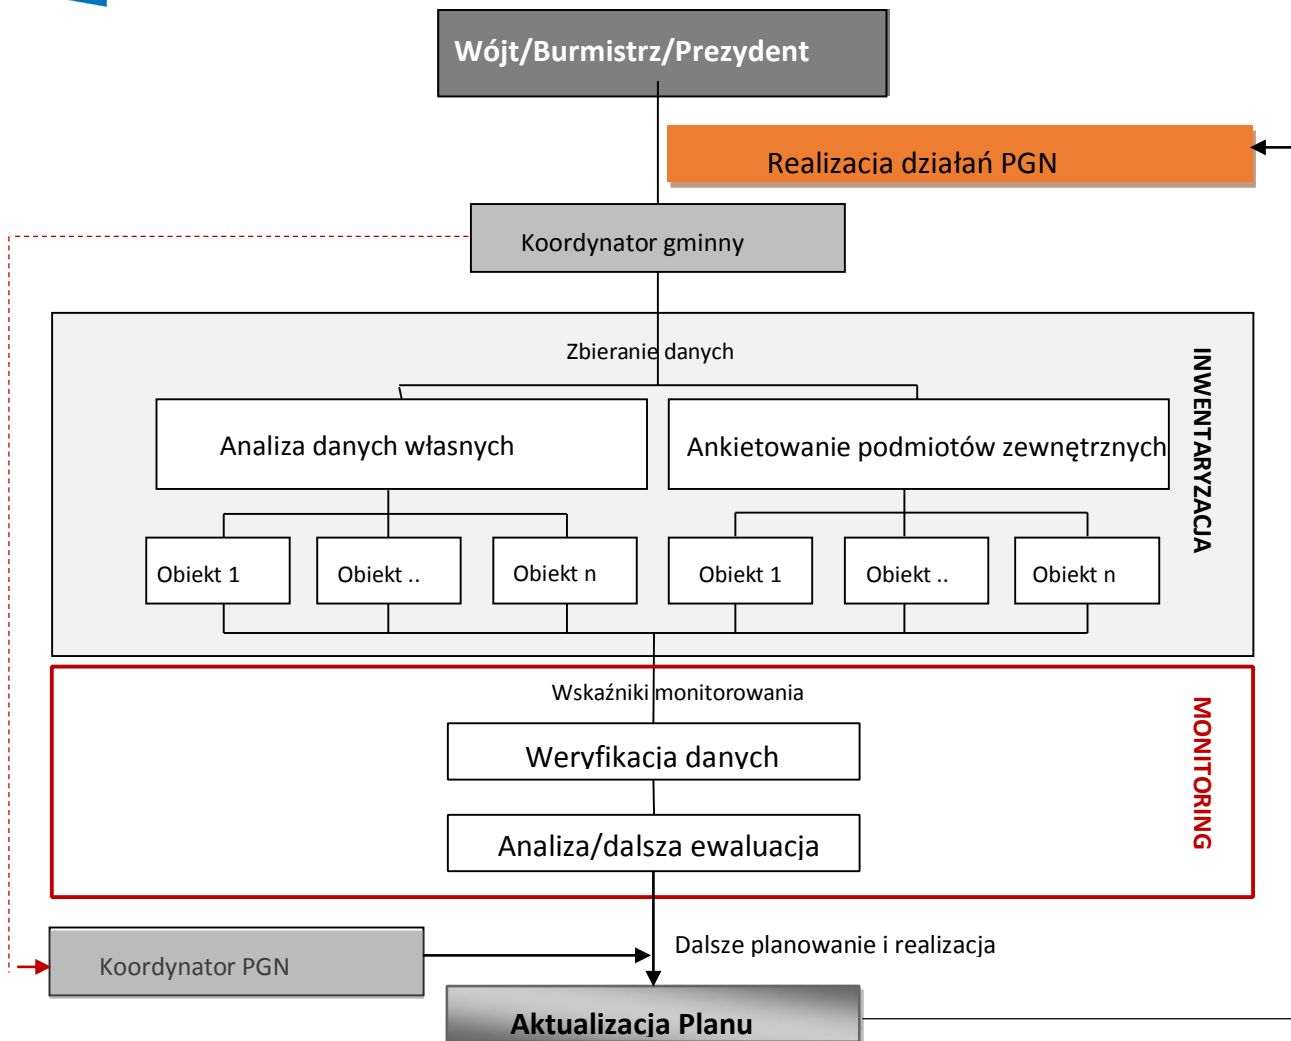 Wójt/Burmistrz/Prezydent
Realizacja działań PGN
Koordynator gminny
Zbieranie danych
INWENTARYZACJA
Analiza danych własnych
Ankietowanie podmiotów zewnętrznych
Obiekt 1
Obiekt ..
Obiekt n
Obiekt 1
Obiekt ..
Obiekt n
Wskaźniki monitorowania
MONITORING
Weryfikacja danych
Analiza/dalsza ewaluacja
Dalsze planowanie i realizacja
Koordynator PGN
Aktualizacja Planu